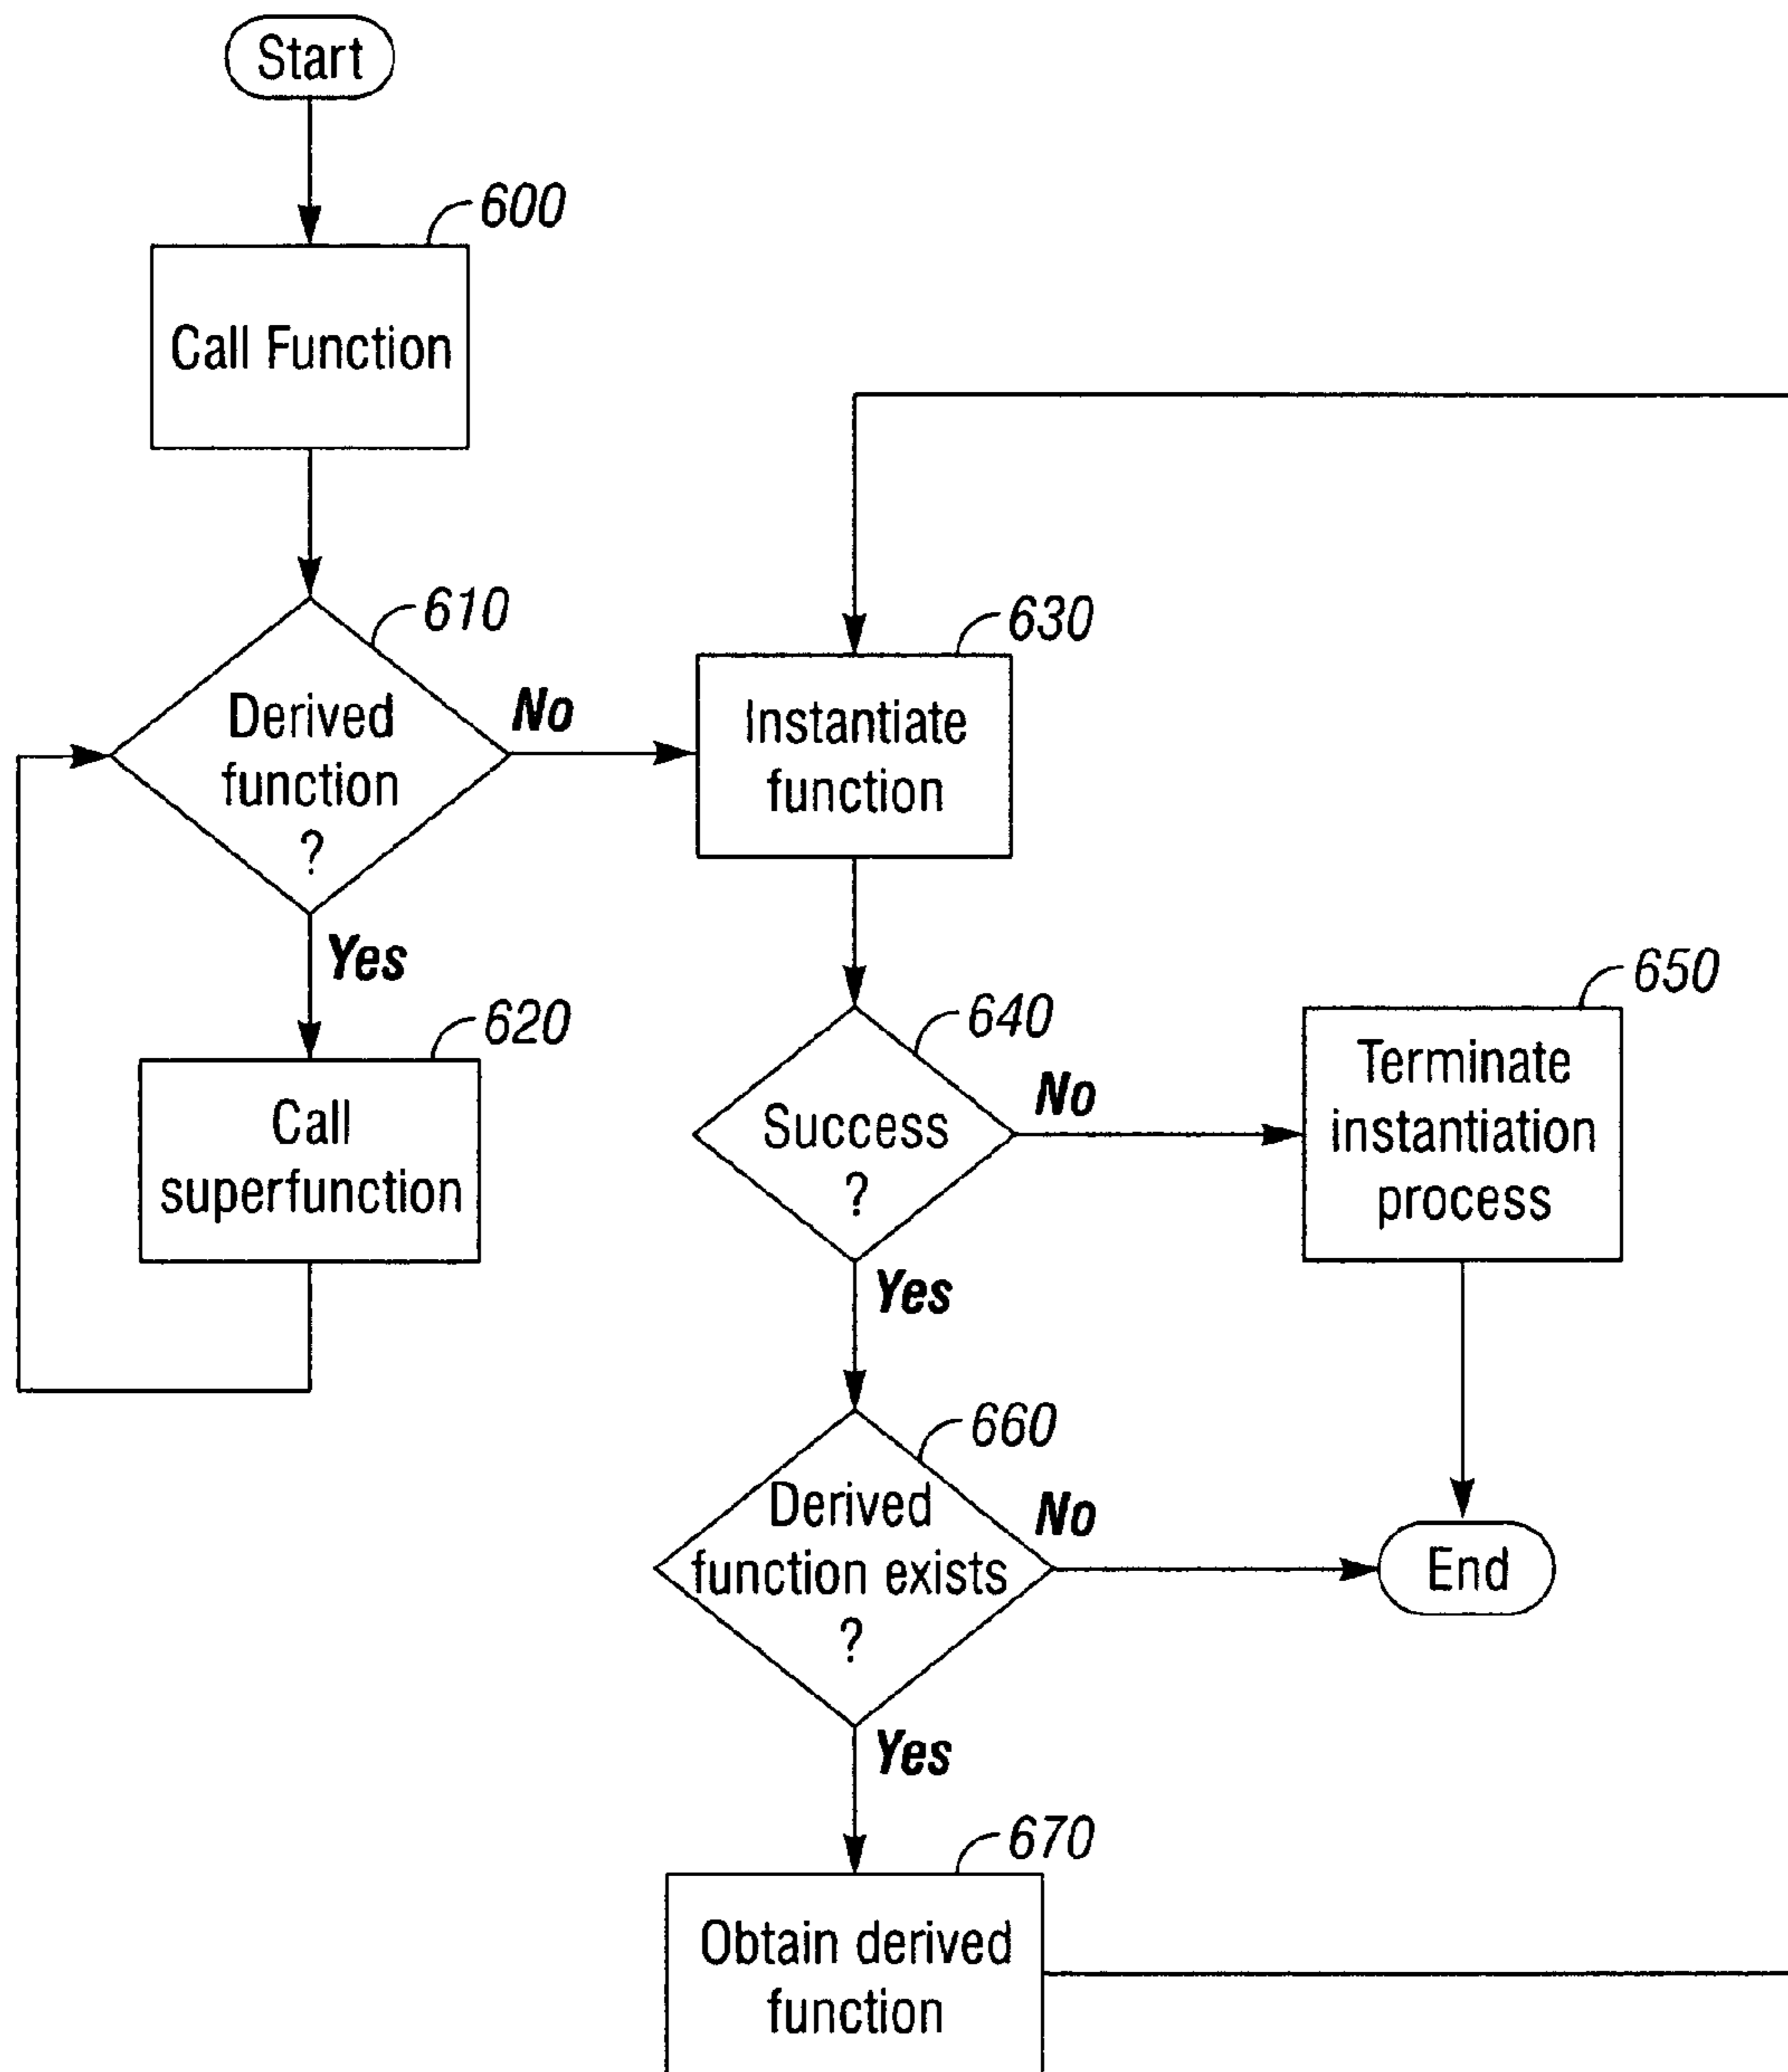 Start
600
Call Function
610
Derived
function
?
No
Yes
620
Call
superfunction
630
Instantiate
function
640
Success
?
No
Yes
650
Terminate
instantiation
process
660
Derived
function exists
?
No
Yes
End
670
Obtain derived
function